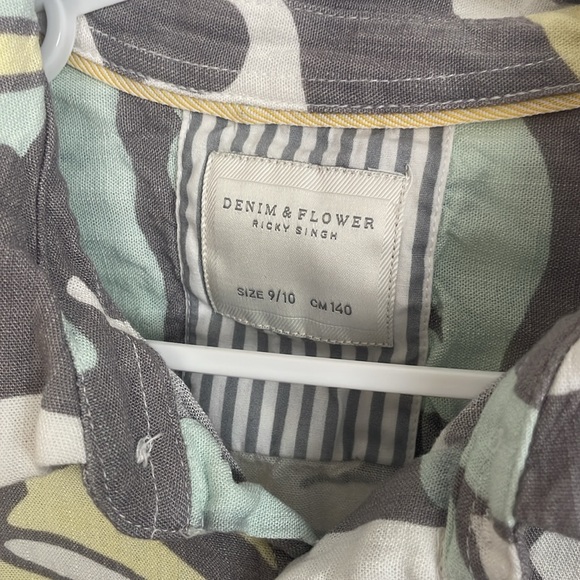 DENIM & FLOWER
RICKY SINGH
SIZE 9/10 CM 140